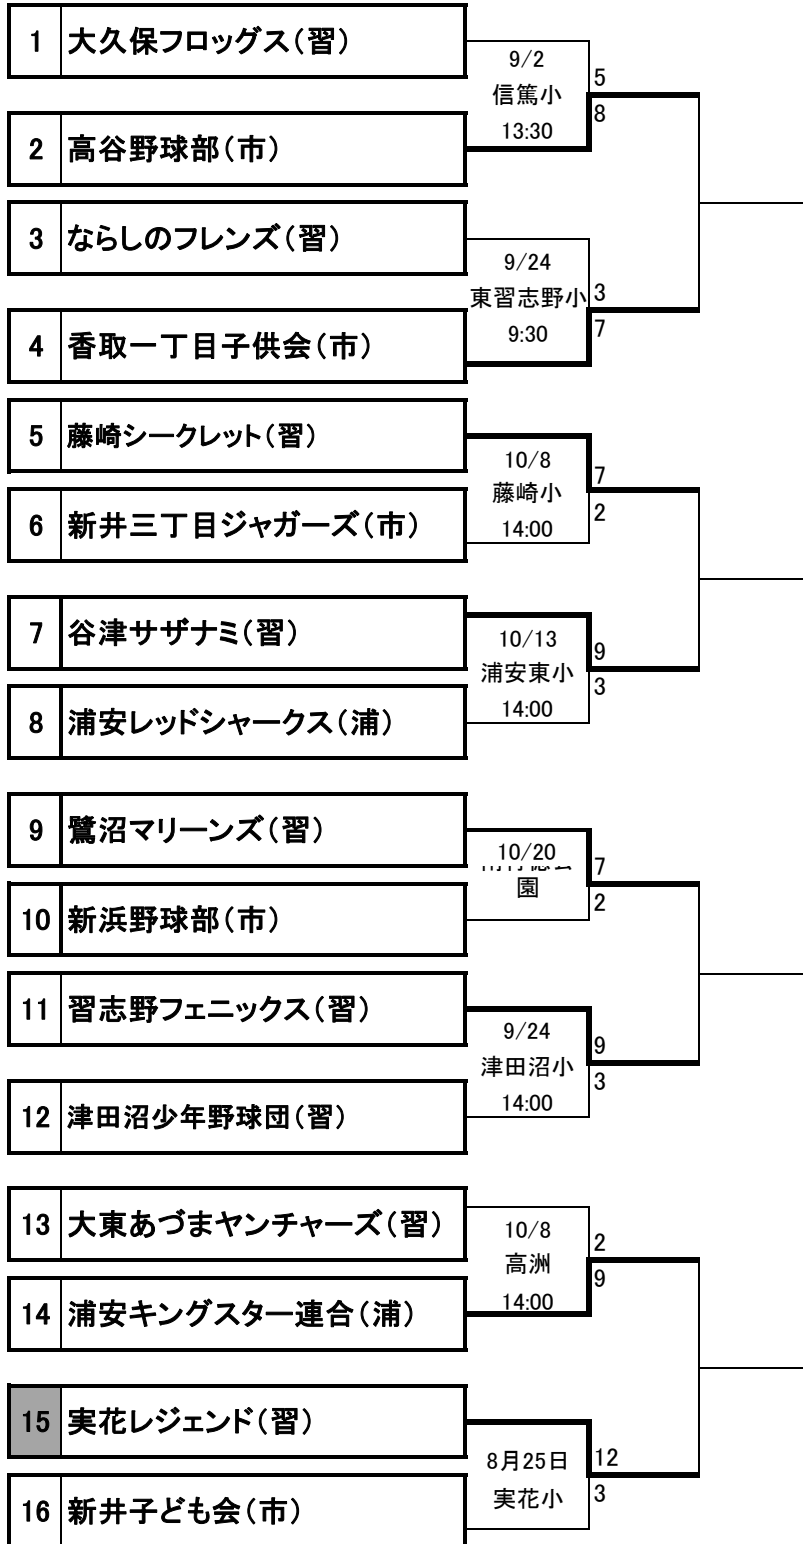 1 大久保フロッグス(習)
9/2
信篤小
13:30
5
8
2 高谷野球部(市)
3 ならしのフレンズ(習)
9/24
東習志野小
9:30
3
7
4 香取一丁目子供会(市)
5 藤崎シークレット(習)
10/8
藤崎小
14:00
7
2
6 新井三丁目ジャガーズ(市)
7 谷津サザナミ(習)
10/13
浦安東小
14:00
9
3
8 浦安レッドシャークス(浦)
9 鷺沼マリーンズ(習)
10/20
園
7
2
10 新浜野球部(市)
11 習志野フェニックス(習)
9/24
津田沼小
14:00
9
3
12 津田沼少年野球団(習)
13 大東あづまヤンチャーズ(習)
10/8
高洲
14:00
2
9
14 浦安キングスター連合(浦)
15 実花レジェンド(習)
8月25日
実花小
12
3
16 新井子ども会(市)